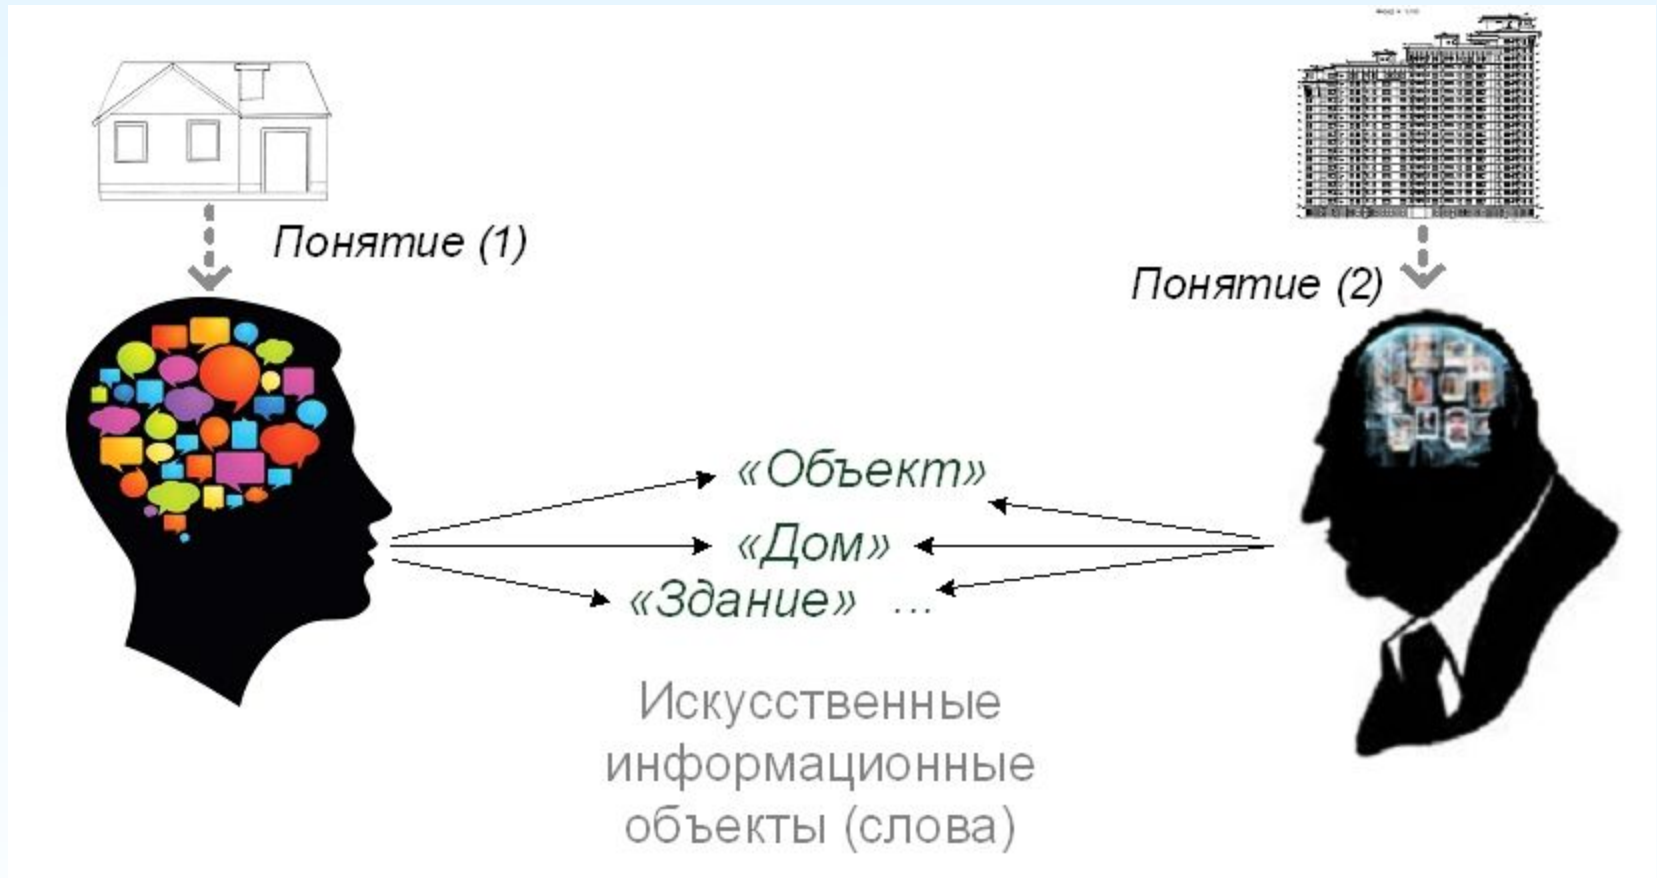 Понятие (1)
Понятие (2)
«Объект»
«Дом»
«Здание» ...
Искусственные
информационные
объекты (слова)